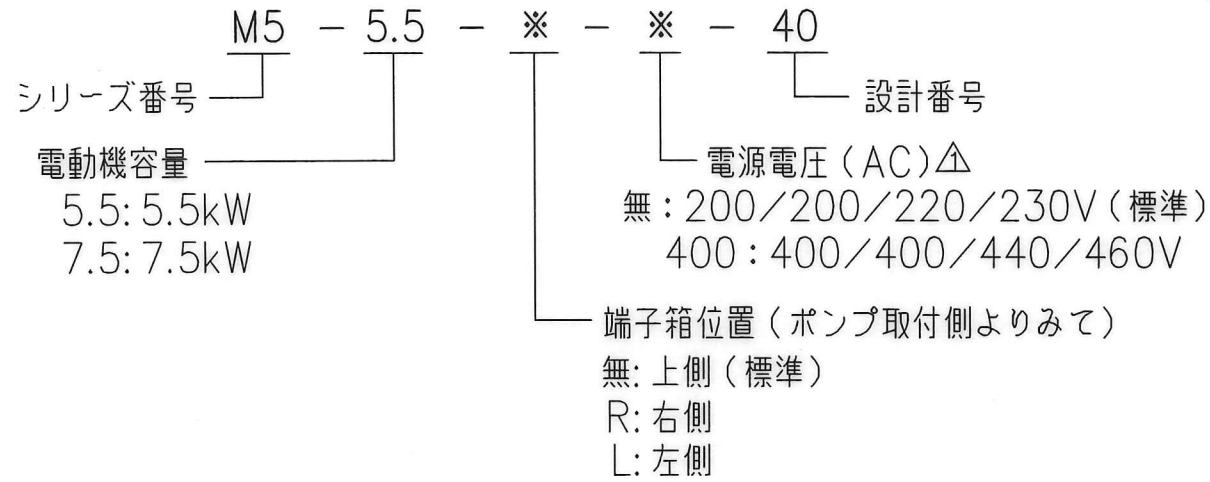 M5 - 5.5 - ※ - ※ - 40
シリーズ番号
設計番号
電動機容量
5.5: 5.5kW
7.5: 7.5kW
電源電圧(AC)⚠1
無:200/200/220/230V(標準)
400:400/400/440/460V
端子箱位置(ポンプ取付側よりみて)
無: 上側(標準)
R: 右側
L: 左側